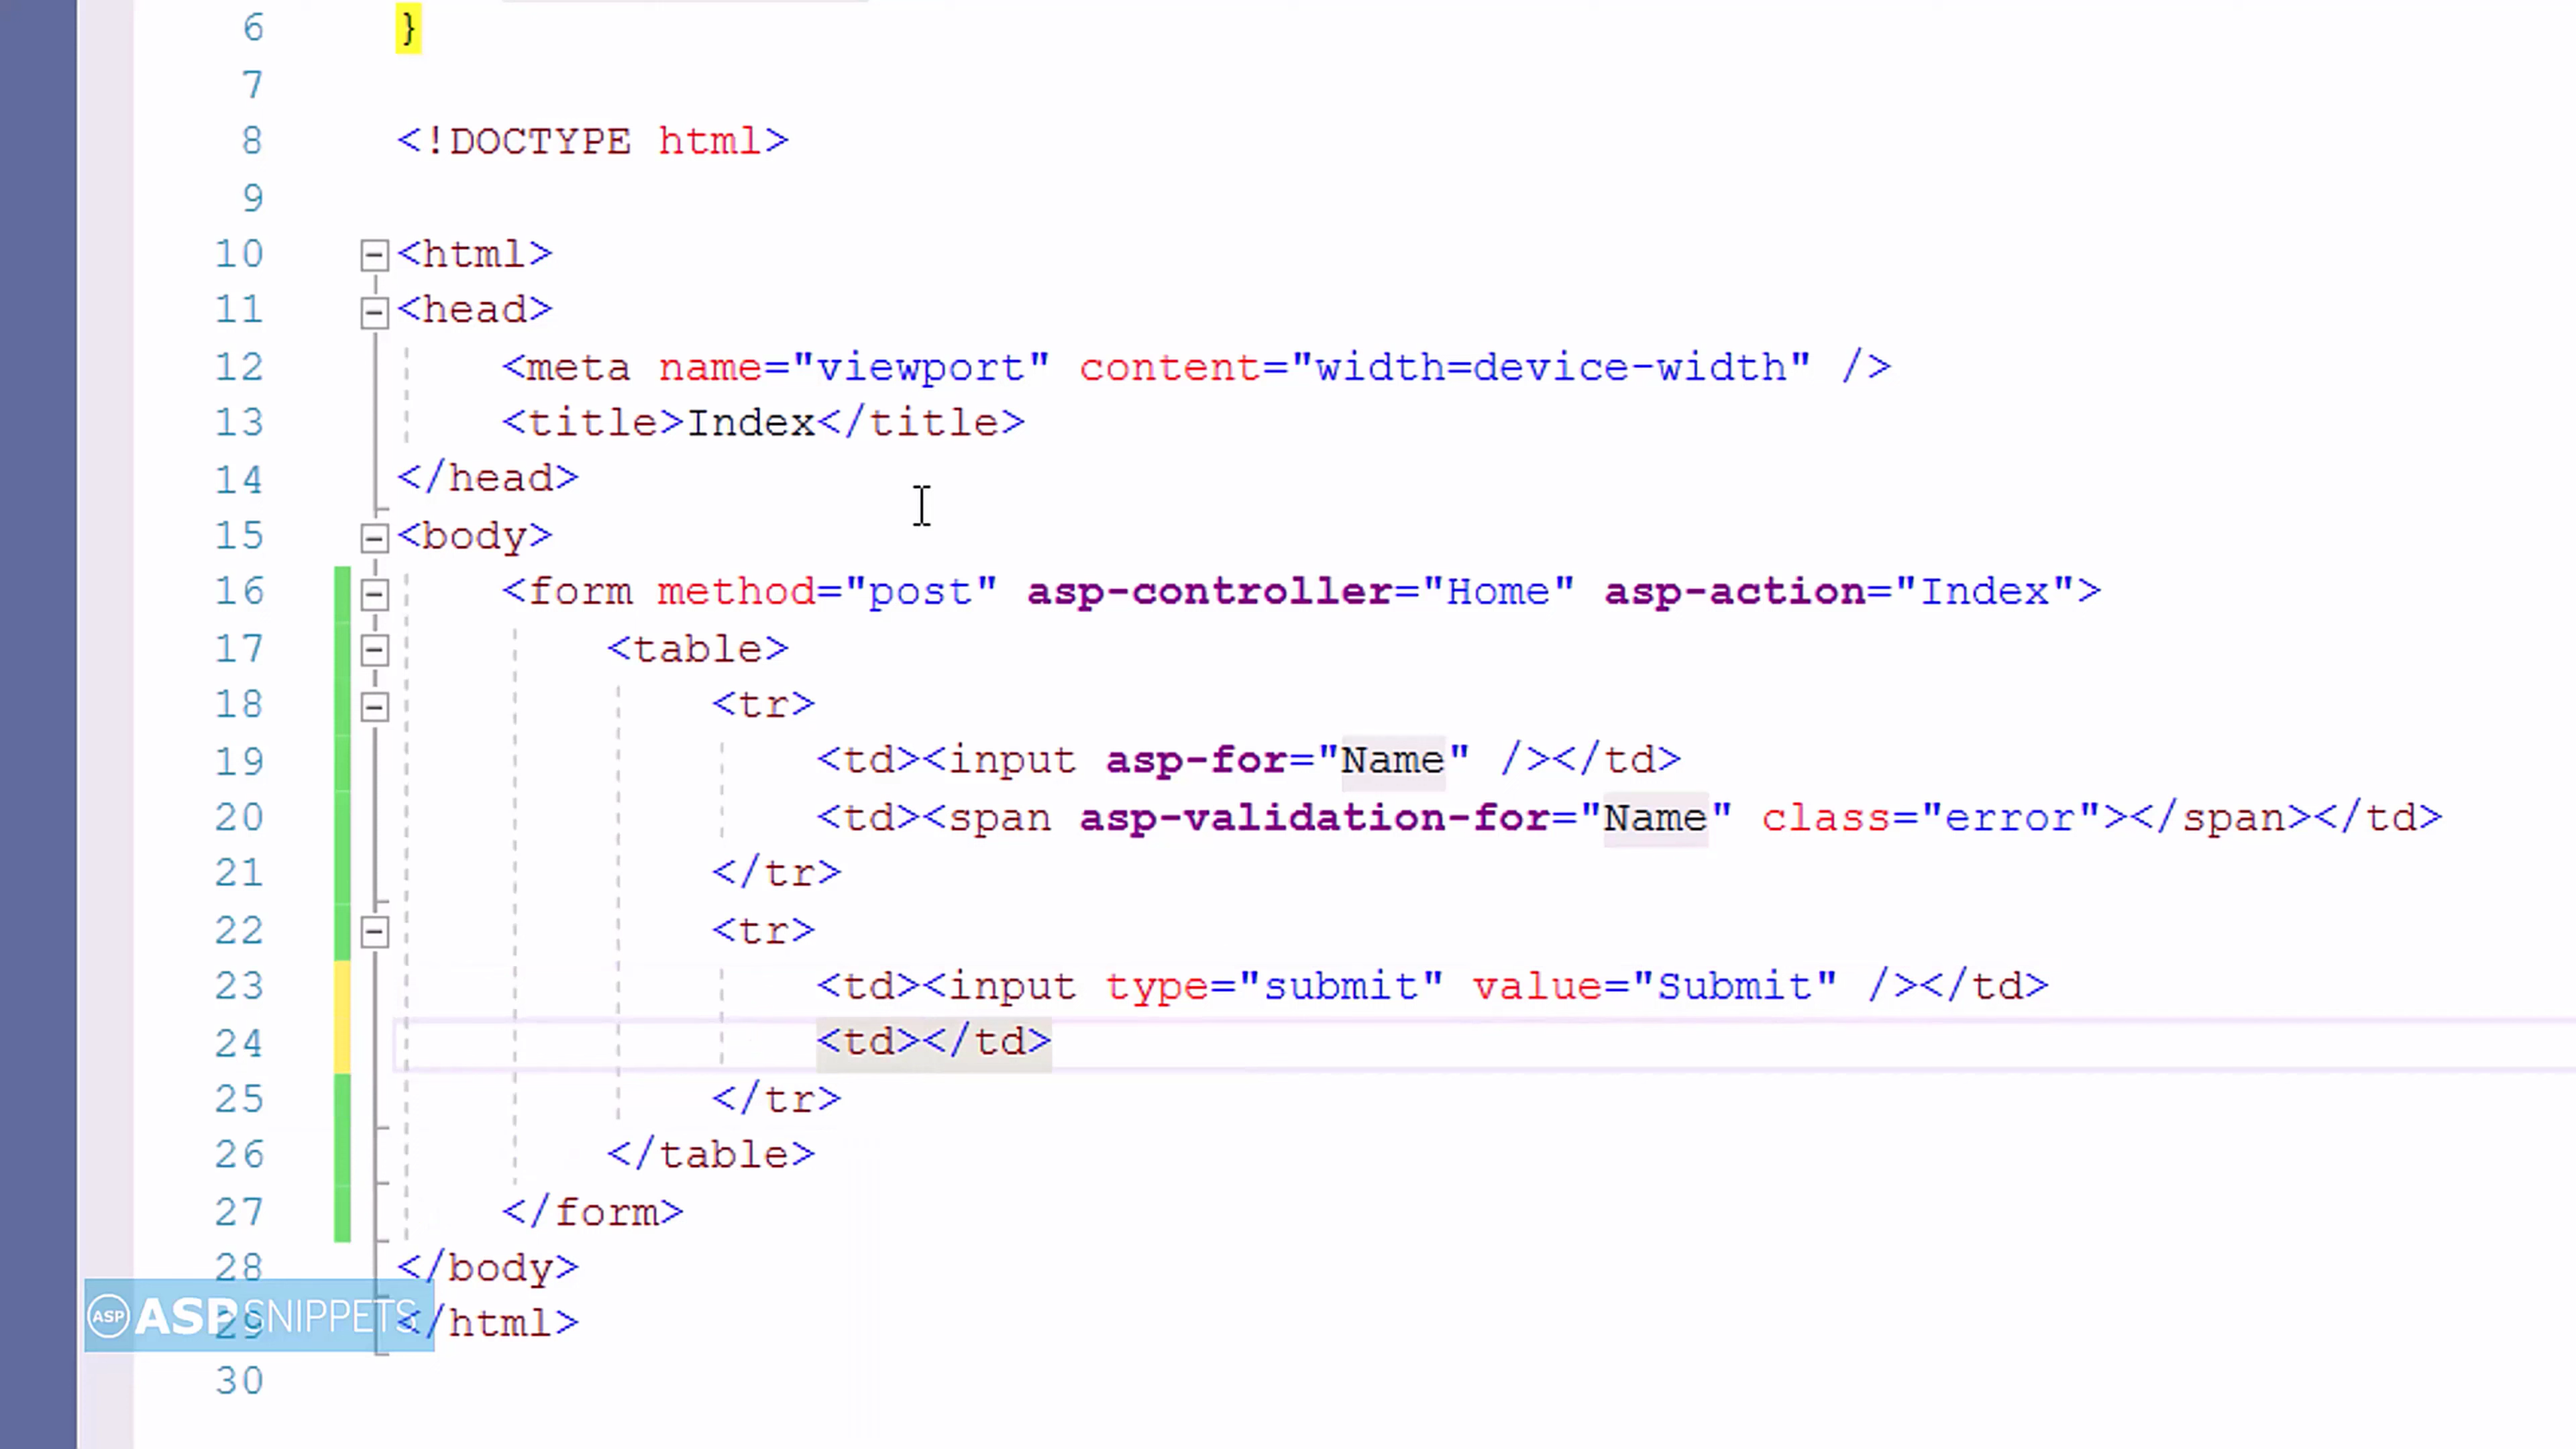 6 }
7
8 <!DOCTYPE html>
9
10 <html>
11 <head>
12 <meta name="viewport" content="width=device-width" />
13 <title>Index</title>
14 </head>
15 <body>
16 <form method="post" asp-controller="Home" asp-action="Index">
17 <table>
18 <tr>
19 <td><input asp-for="Name" /></td>
20 <td><span asp-validation-for="Name" class="error"></span></td>
21 </tr>
22 <tr>
23 <td><input type="submit" value="Submit" /></td>
24 <td></td>
25 </tr>
26 </table>
27 </form>
28 </body>
ASP ASPSNIPPETS
29 </html>
30